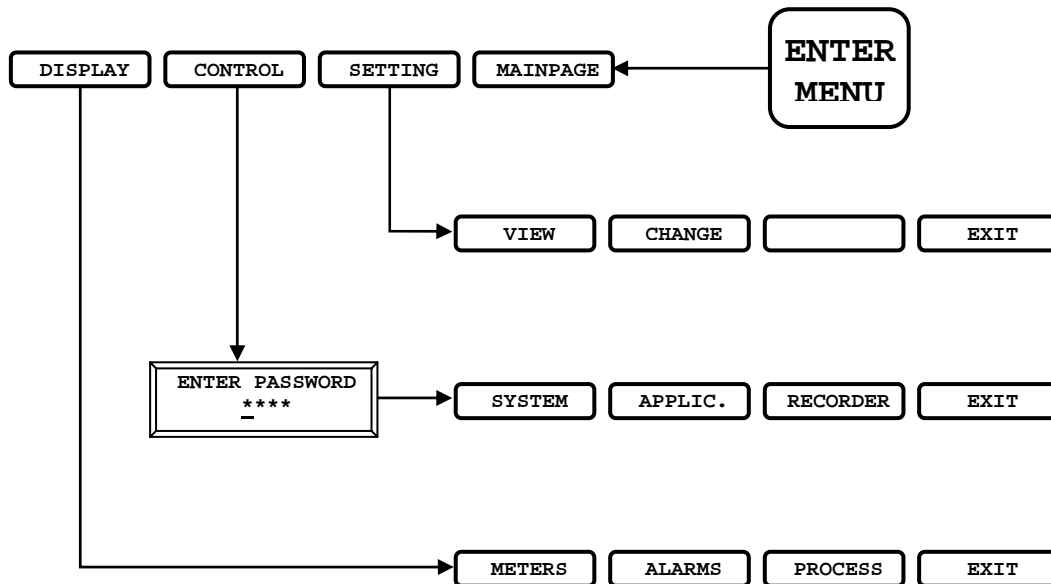 ENTER
MENU
DISPLAY CONTROL SETTING MAINPAGE
VIEW CHANGE EXIT
ENTER PASSWORD
****
SYSTEM APPLIC. RECORDER EXIT
METERS ALARMS PROCESS EXIT